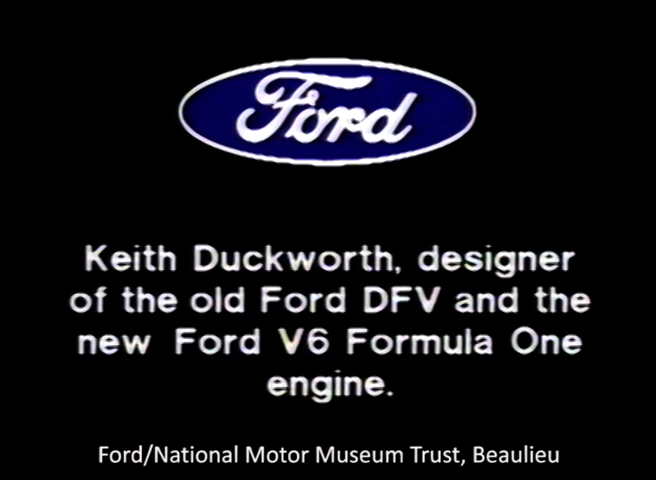 Ford
Keith Duckworth, designer
of the old Ford DFV and the
new Ford V6 Formula One
engine.
Ford/National Motor Museum Trust, Beaulieu